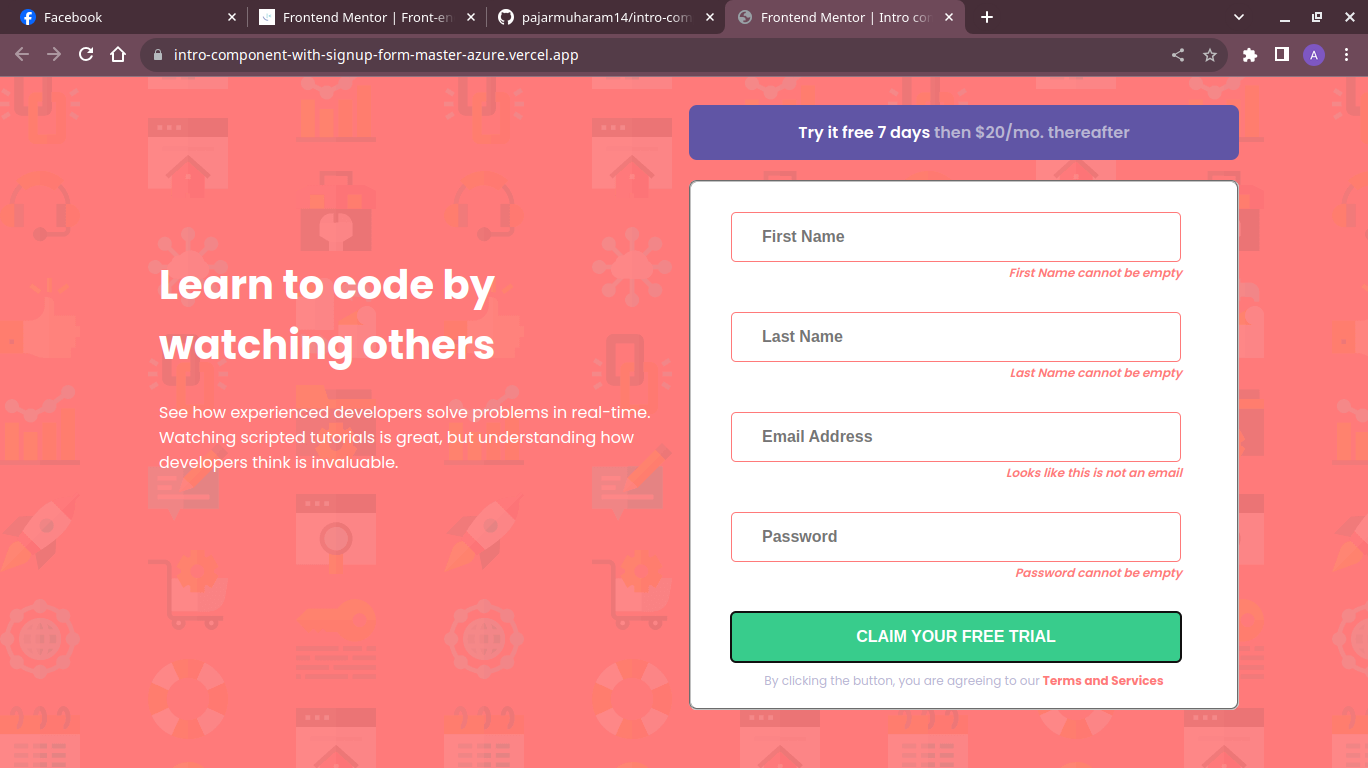 Facebook
Frontend Mentor | Front-en
pajarmuharam14/intro-com
Frontend Mentor | Intro cor
intro-component-with-signup-form-master-azure.vercel.app
A
Try it free 7 days then $20/mo. thereafter
Learn to code by
watching others
See how experienced developers solve problems in real-time.
Watching scripted tutorials is great, but understanding how
developers think is invaluable.
First Name
First Name cannot be empty
Last Name
Last Name cannot be empty
Email Address
Looks like this is not an email
Password
Password cannot be empty
CLAIM YOUR FREE TRIAL
By clicking the button, you are agreeing to our Terms and Services